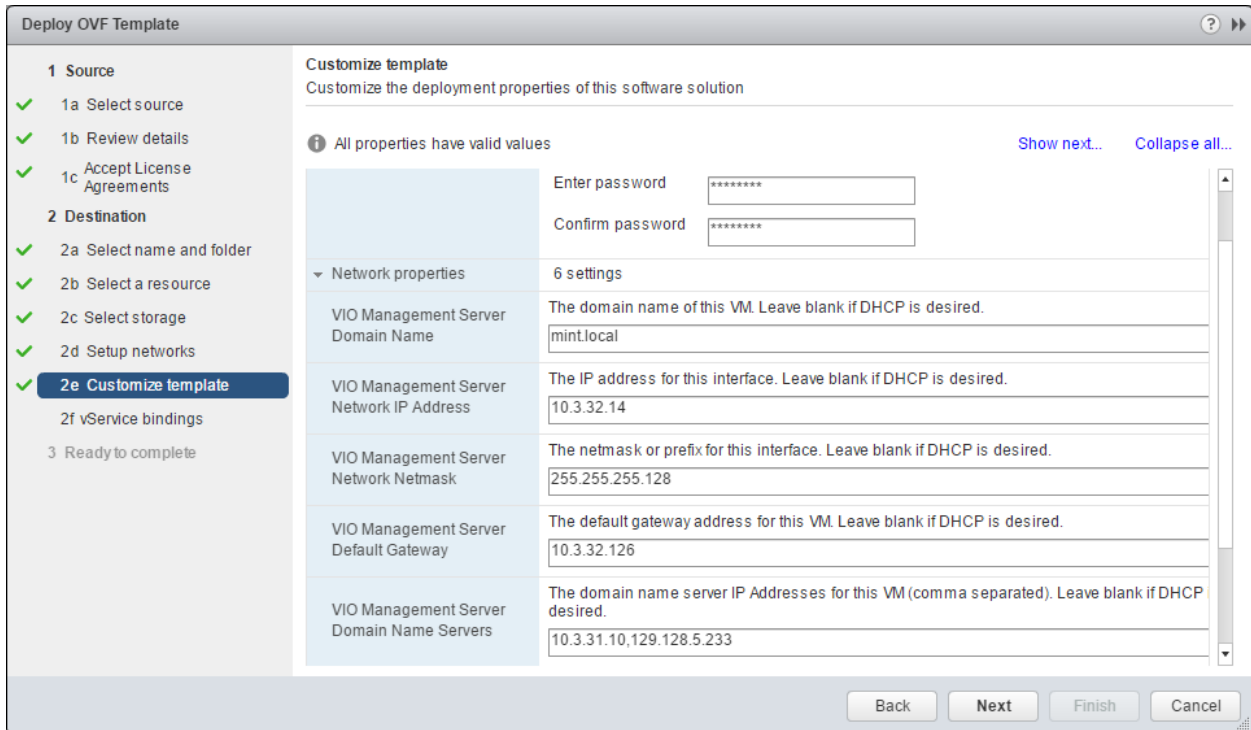 Deploy OVF Template
?
1 Source
1a Select source
1b Review details
1c Accept License
Agreements
2 Destination
2a Select name and folder
2b Select a resource
2c Select storage
2d Setup networks
2e Customize template
2f vService bindings
3 Ready to complete
Customize template
Customize the deployment properties of this software solution
All properties have valid values
Show next...
Collapse all...
Enter password
********
Confirm password
********
Network properties
6 settings
VIO Management Server
Domain Name
The domain name of this VM. Leave blank if DHCP is desired.
mint.local
VIO Management Server
Network IP Address
The IP address for this interface. Leave blank if DHCP is desired.
10.3.32.14
VIO Management Server
Network Netmask
The netmask or prefix for this interface. Leave blank if DHCP is desired.
255.255.255.128
VIO Management Server
Default Gateway
The default gateway address for this VM. Leave blank if DHCP is desired.
10.3.32.126
VIO Management Server
Domain Name Servers
The domain name server IP Addresses for this VM (comma separated). Leave blank if DHCP
desired.
10.3.31.10,129.128.5.233
Back
Next
Finish
Cancel